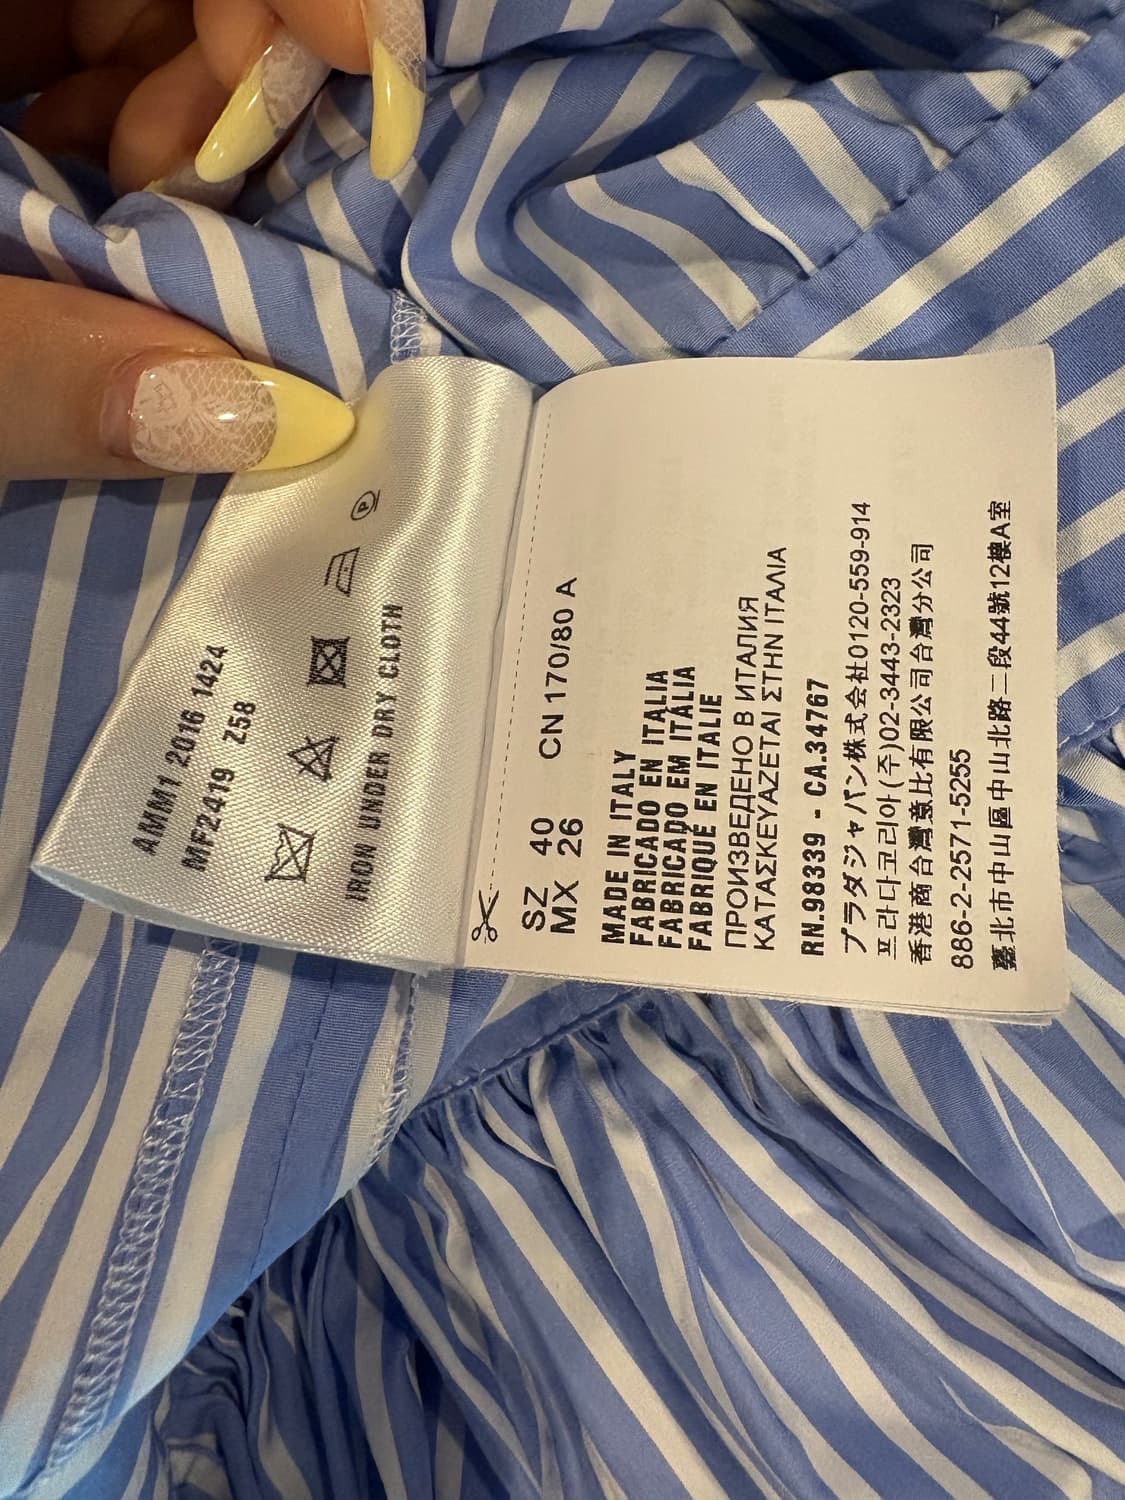 AMM1 2016 1424
MF2419 Z58
P
IRON UNDER DRY CLOTH
SZ 40 CN 170/80 A
MX 26
MADE IN ITALY
FABRICADO EN ITALIA
FABRICADO EM ITÁLIA
FABRIQUÉ EN ITALIE
ПРОИЗВЕДЕНО В ИТАЛИЯ
ΚΑΤΑΣΚΕΥΑΖΕΤΑΙ ΣΤΗΝ ΙΤΑΛΙΑ
RN.98339 - CA.34767
プラダジャパン株式会社0120-559-914
프라다코리아(주)02-3443-2323
香港商台灣意比有限公司台灣分公司
886-2-2571-5255
臺北市中山區中山北路二段44號12樓A室